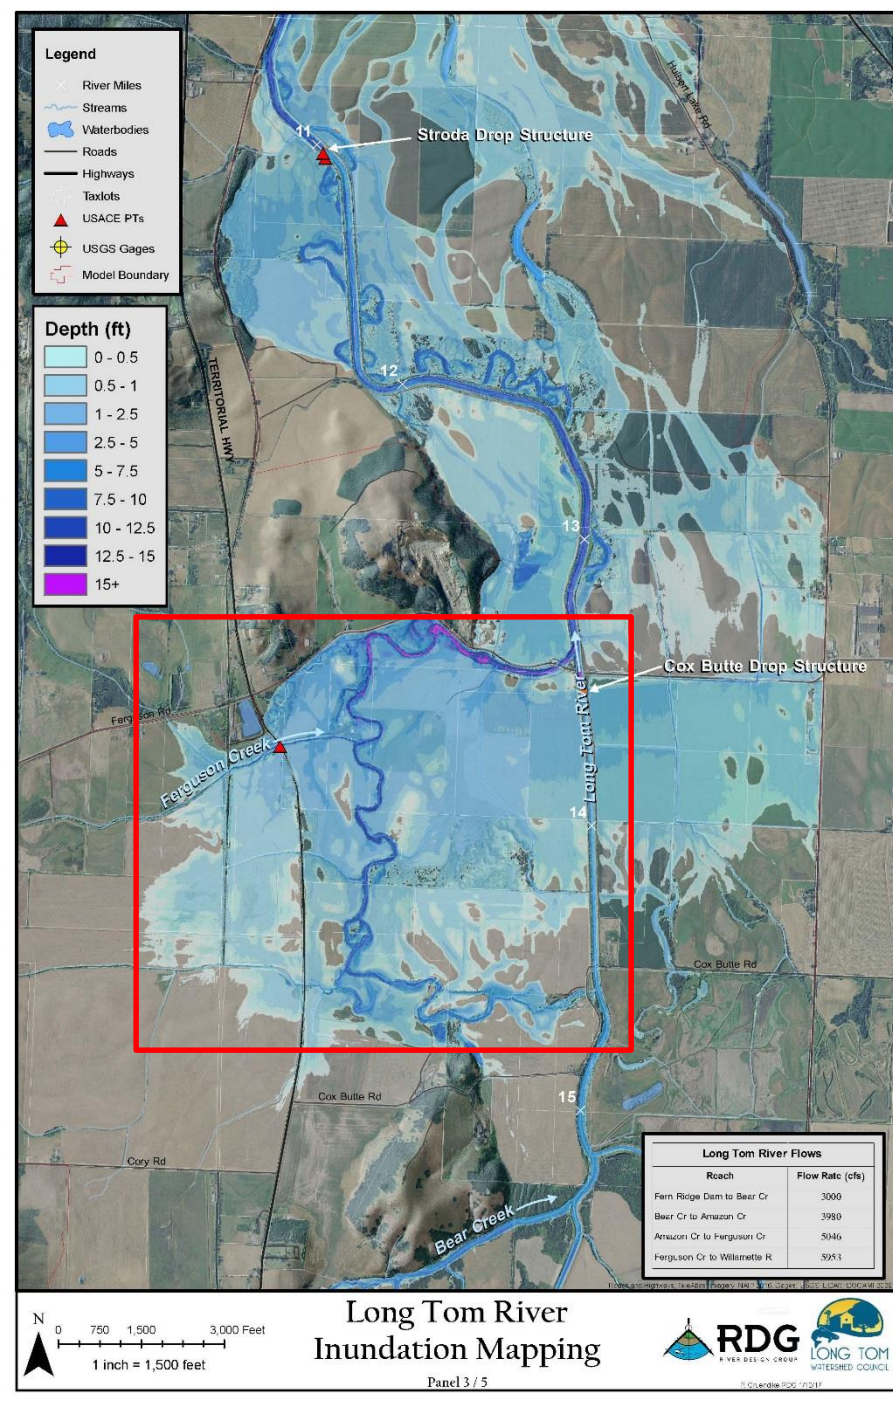 Legend
River Miles
Streams
Waterbodies
Roads
Highways
Taxlots
USACE PTs
USGS Gages
Model Boundary
Depth (ft)
0 - 0.5
0.5 - 1
1 - 2.5
2.5 - 5
5 - 7.5
7.5 - 10
10 - 12.5
12.5 - 15
15+
Hulbert Lake Rd
11
Stroda Drop Structure
12
TERRITORIAL HWY
13
Cox Butte Drop Structure
Ferguson Rd
Long Tom River
Ferguson Creek
14
Cox Butte Rd
15
Cox Butte Rd
Cory Rd
Bear Creek
Long Tom River Flows
Reach Flow Rate (cfs)
Fern Ridge Dam to Bear Cr 3000
Bear Cr to Amazon Cr 3980
Amazon Cr to Ferguson Cr 5046
Ferguson Cr to Willamette R 5953
N
0 750 1,500 3,000 Feet
1 inch = 1,500 feet
Long Tom River
Inundation Mapping
Panel 3 / 5
RDG
RIVER DESIGN GROUP
LONG TOM
WATERSHED COUNCIL